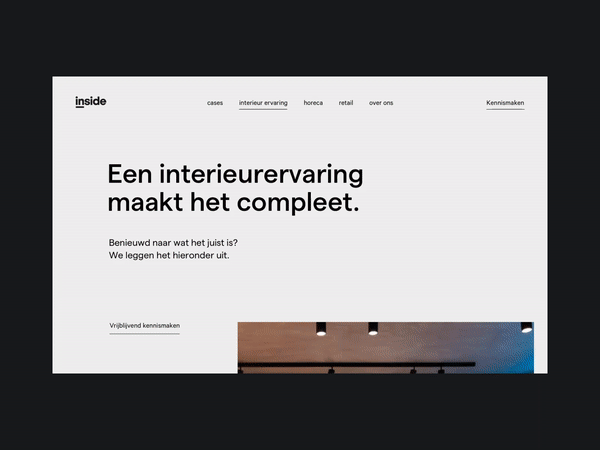 inside
cases
interieur ervaring
horeca
retail
over ons
Kennismaken
Een interieurervaring
maakt het compleet.
Benieuwd naar wat het juist is?
We leggen het hieronder uit.
Vrijblijvend kennismaken